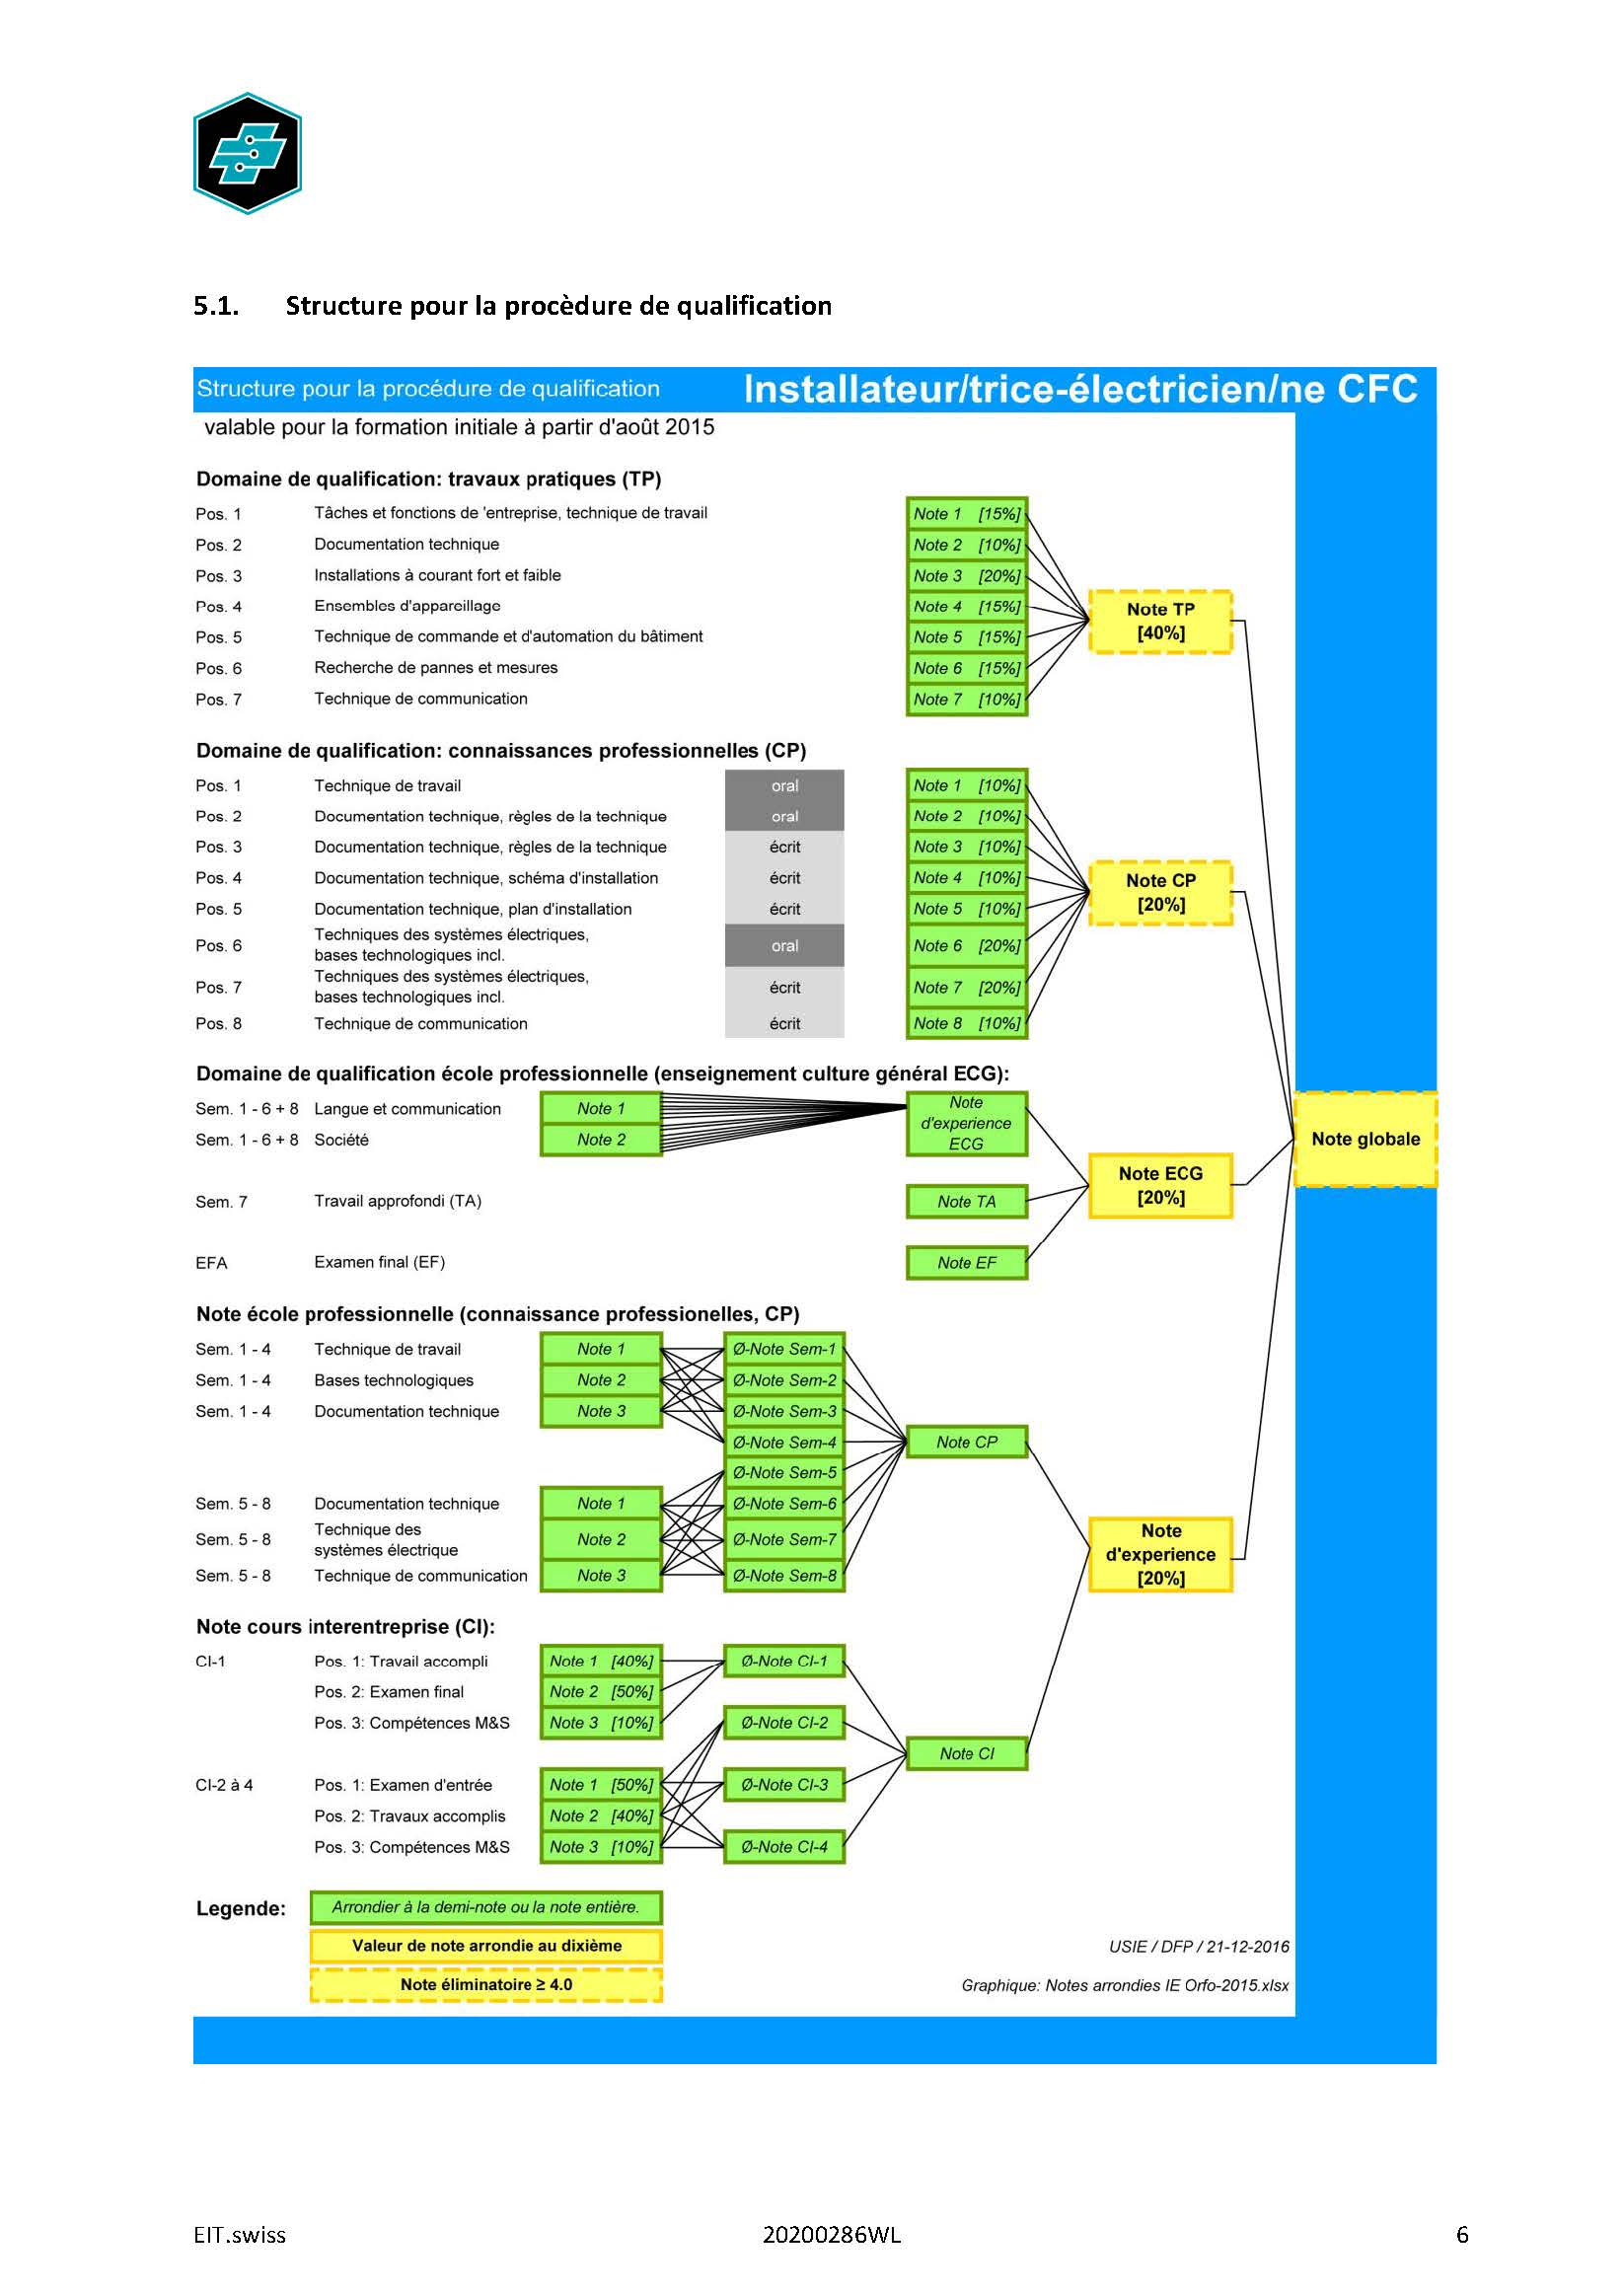 5.1. Structure pour la procèdure de qualification
Structure pour la procédure de qualification Installateur/trice-électricien/ne CFC
valable pour la formation initiale à partir d'août 2015
Domaine de qualification: travaux pratiques (TP)
Pos. 1 Tâches et fonctions de 'entreprise, technique de travail Note 1 [15%]
Pos. 2 Documentation technique Note 2 [10%]
Pos. 3 Installations à courant fort et faible Note 3 [20%]
Pos. 4 Ensembles d'appareillage Note 4 [15%]
Note TP
[40%]
Pos. 5 Technique de commande et d'automation du bâtiment Note 5 [15%]
Pos. 6 Recherche de pannes et mesures Note 6 [15%]
Pos. 7 Technique de communication Note 7 [10%]
Domaine de qualification: connaissances professionnelles (CP)
Pos. 1 Technique de travail oral Note 1 [10%]
Pos. 2 Documentation technique, règles de la technique oral Note 2 [10%]
Pos. 3 Documentation technique, règles de la technique écrit Note 3 [10%]
Pos. 4 Documentation technique, schéma d'installation écrit Note 4 [10%]
Note CP
[20%]
Pos. 5 Documentation technique, plan d'installation écrit Note 5 [10%]
Pos. 6 Techniques des systèmes électriques,
bases technologiques incl. oral Note 6 [20%]
Pos. 7 Techniques des systèmes électriques,
bases technologiques incl. écrit Note 7 [20%]
Pos. 8 Technique de communication écrit Note 8 [10%]
Domaine de qualification école professionnelle (enseignement culture général ECG):
Sem. 1 - 6 + 8 Langue et communication Note 1
Sem. 1 - 6 + 8 Société Note 2
Note
d'experience
ECG
Note globale
Note ECG
[20%]
Sem. 7 Travail approfondi (TA) Note TA
EFA Examen final (EF) Note EF
Note école professionnelle (connaissance professionelles, CP)
Sem. 1 - 4 Technique de travail Note 1 Ø-Note Sem-1
Sem. 1 - 4 Bases technologiques Note 2 Ø-Note Sem-2
Sem. 1 - 4 Documentation technique Note 3 Ø-Note Sem-3
Ø-Note Sem-4 Note CP
Ø-Note Sem-5
Sem. 5 - 8 Documentation technique Note 1 Ø-Note Sem-6
Sem. 5 - 8 Technique des
systèmes électrique Note 2 Ø-Note Sem-7
Note
d'experience
[20%]
Sem. 5 - 8 Technique de communication Note 3 Ø-Note Sem-8
Note cours interentreprise (CI):
CI-1 Pos. 1: Travail accompli Note 1 [40%] Ø-Note CI-1
Pos. 2: Examen final Note 2 [50%]
Pos. 3: Compétences M&S Note 3 [10%] Ø-Note CI-2
Note CI
CI-2 à 4 Pos. 1: Examen d'entrée Note 1 [50%] Ø-Note CI-3
Pos. 2: Travaux accomplis Note 2 [40%]
Pos. 3: Compétences M&S Note 3 [10%] Ø-Note CI-4
Legende: Arrondier à la demi-note ou la note entière.
Valeur de note arrondie au dixième USIE / DFP / 21-12-2016
Note éliminatoire ≥ 4.0 Graphique: Notes arrondies IE Orfo-2015.xlsx
EIT.swiss 20200286WL 6